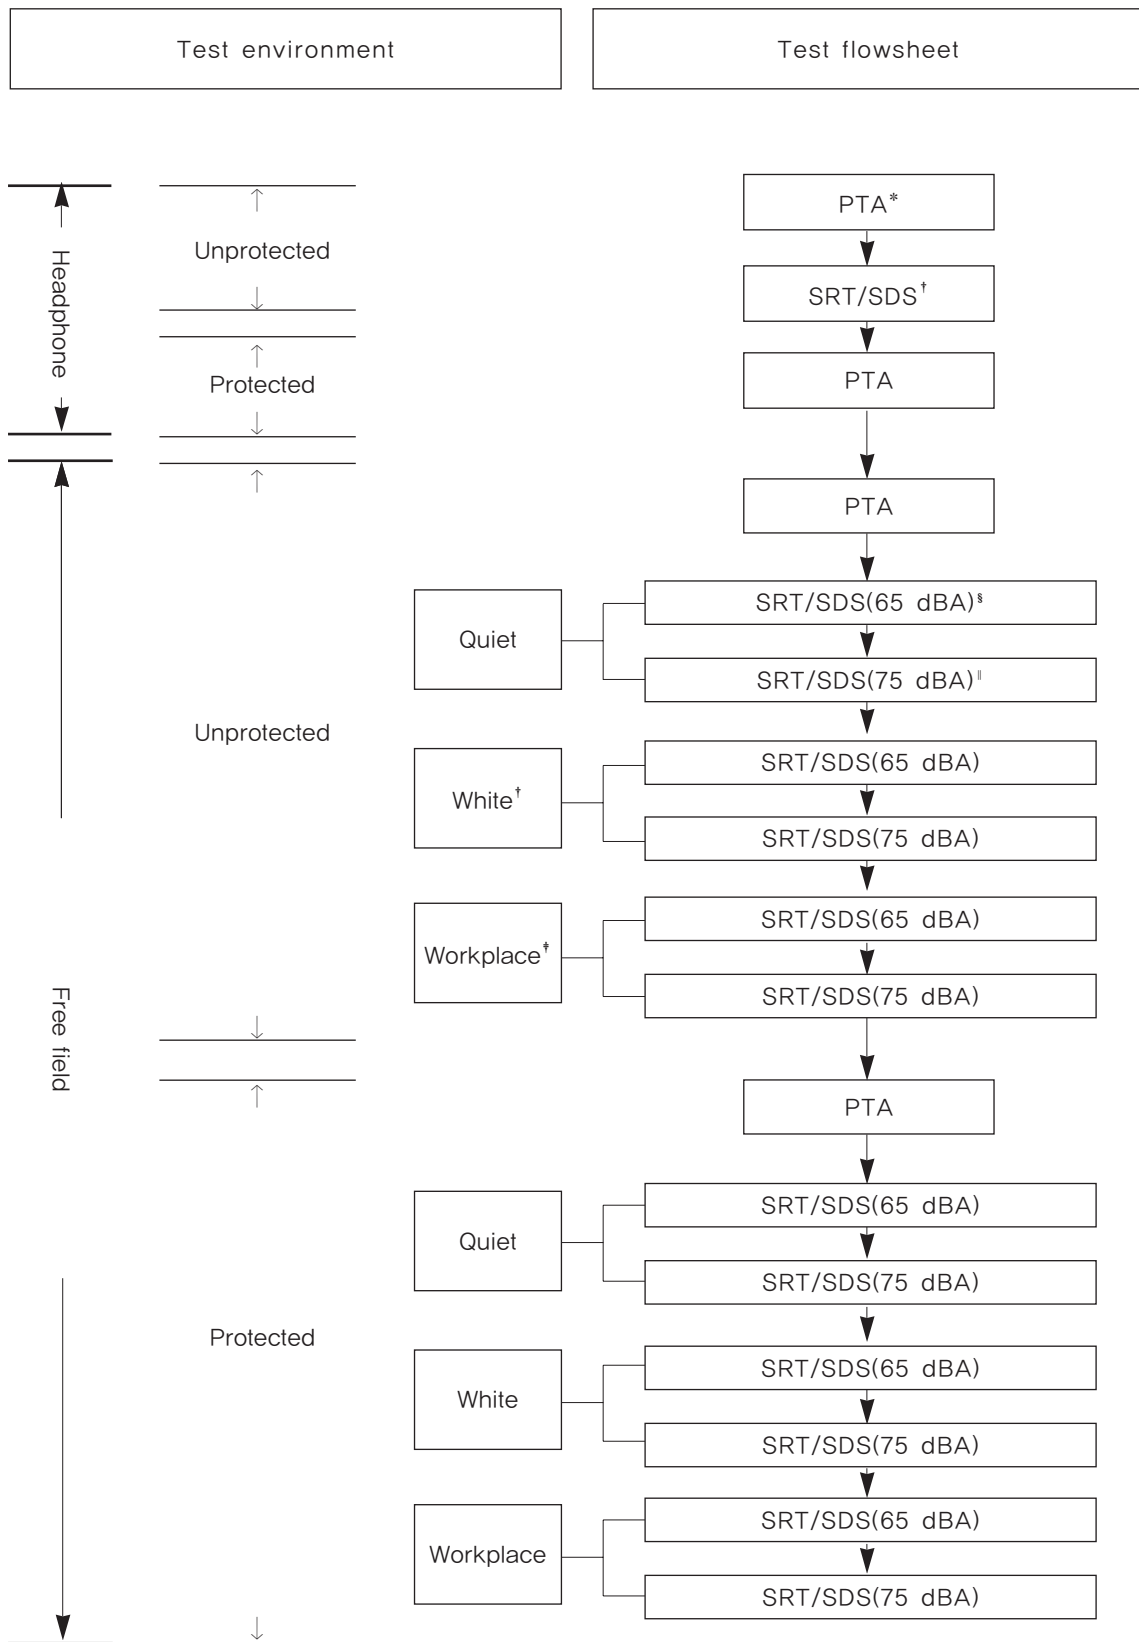 Test environment
Test flowsheet
PTA*
Unprotected
Headphone
SRT/SDS†
PTA
Protected
PTA
Quiet
SRT/SDS(65 dBA)§
SRT/SDS(75 dBA)∥
Unprotected
White†
SRT/SDS(65 dBA)
SRT/SDS(75 dBA)
Workplace‡
SRT/SDS(65 dBA)
SRT/SDS(75 dBA)
Free field
PTA
Quiet
SRT/SDS(65 dBA)
SRT/SDS(75 dBA)
Protected
White
SRT/SDS(65 dBA)
SRT/SDS(75 dBA)
Workplace
SRT/SDS(65 dBA)
SRT/SDS(75 dBA)